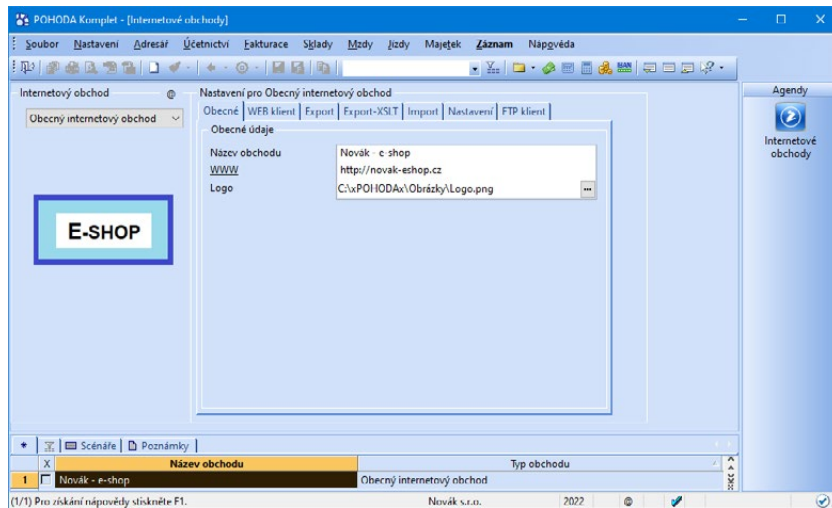 POHODA Komplet - [Internetové obchody]
Soubor Nastavení Adresář Účetnictví Fakturace Sklady Mzdy Jízdy Majetek Záznam Nápověda
Internetový obchod @
Obecný internetový obchod
E-SHOP
Nastavení pro Obecný internetový obchod
Obecné WEB klient Export Export-XSLT Import Nastavení FTP klient
Obecné údaje
Název obchodu Novák - e-shop
WWW http://novak-eshop.cz
Logo C:\xPOHODAx\Obrázky\Logo.png ...
Agendy
Internetové
obchody
* Scénáře Poznámky
X Název obchodu Typ obchodu
1 Novák - e-shop Obecný internetový obchod
(1/1) Pro získání nápovědy stiskněte F1. Novák s.r.o. 2022 @